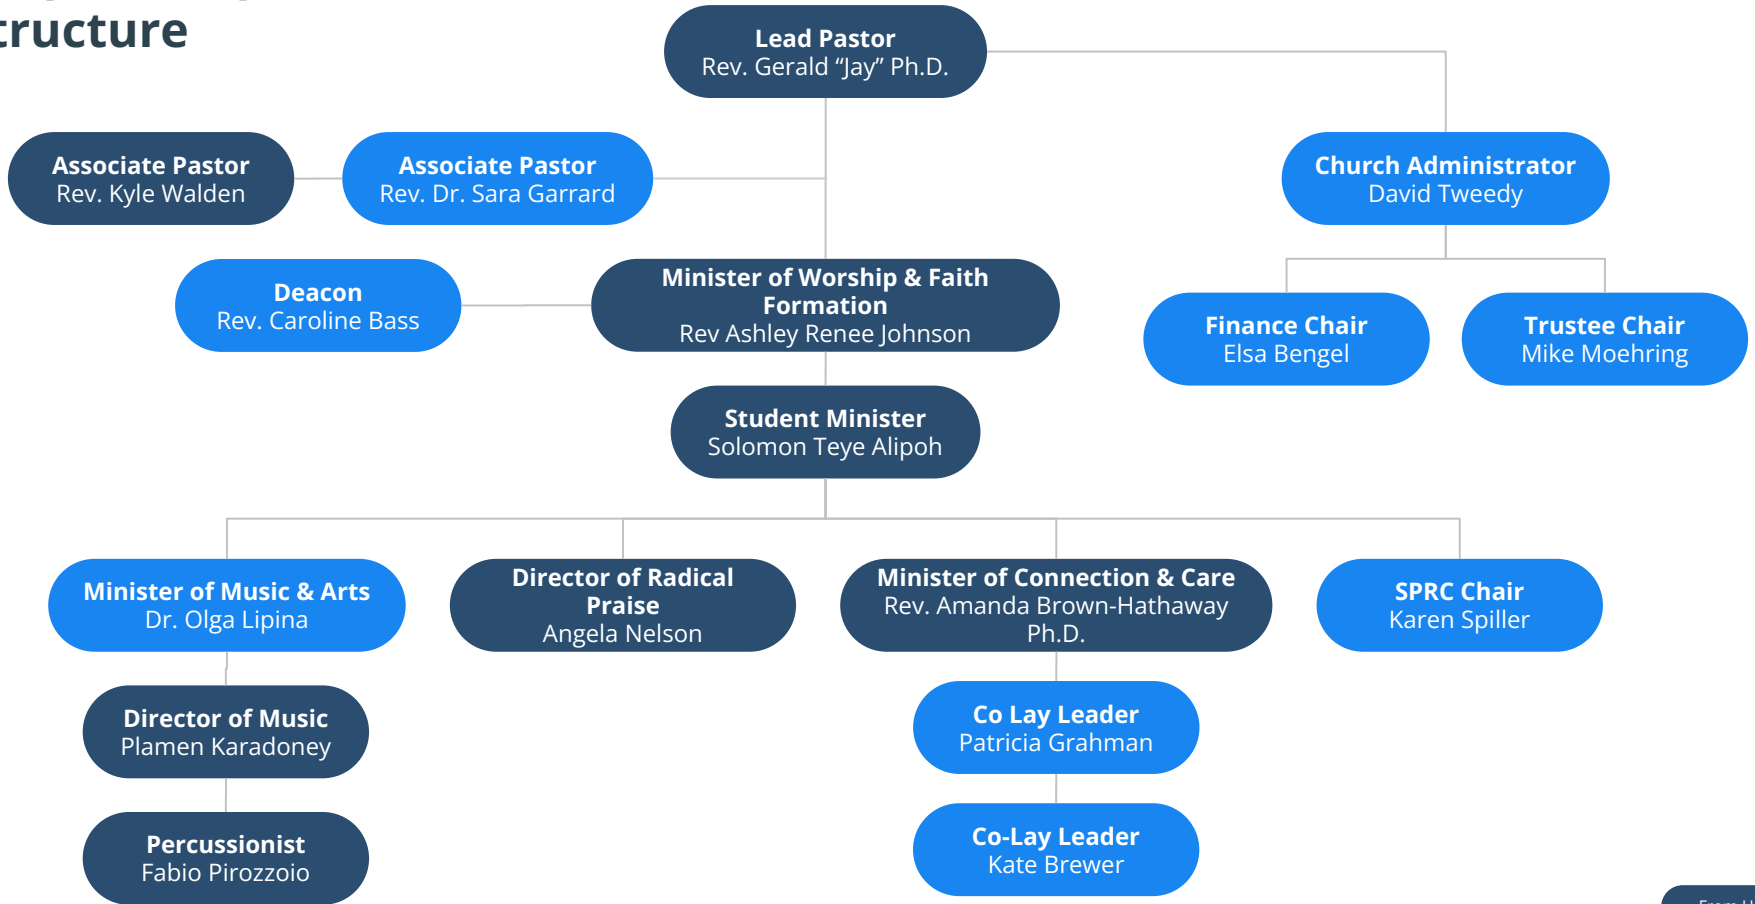 tructure
Lead Pastor
Rev. Gerald “Jay” Ph.D.
Associate Pastor
Rev. Kyle Walden
Associate Pastor
Rev. Dr. Sara Garrard
Church Administrator
David Tweedy
Deacon
Rev. Caroline Bass
Minister of Worship & Faith
Formation
Rev Ashley Renee Johnson
Finance Chair
Elsa Bengel
Trustee Chair
Mike Moehring
Student Minister
Solomon Teye Alipoh
Minister of Music & Arts
Dr. Olga Lipina
Director of Radical
Praise
Angela Nelson
Minister of Connection & Care
Rev. Amanda Brown-Hathaway
Ph.D.
SPRC Chair
Karen Spiller
Director of Music
Plamen Karadoney
Co Lay Leader
Patricia Grahman
Percussionist
Fabio Pirozzoio
Co-Lay Leader
Kate Brewer